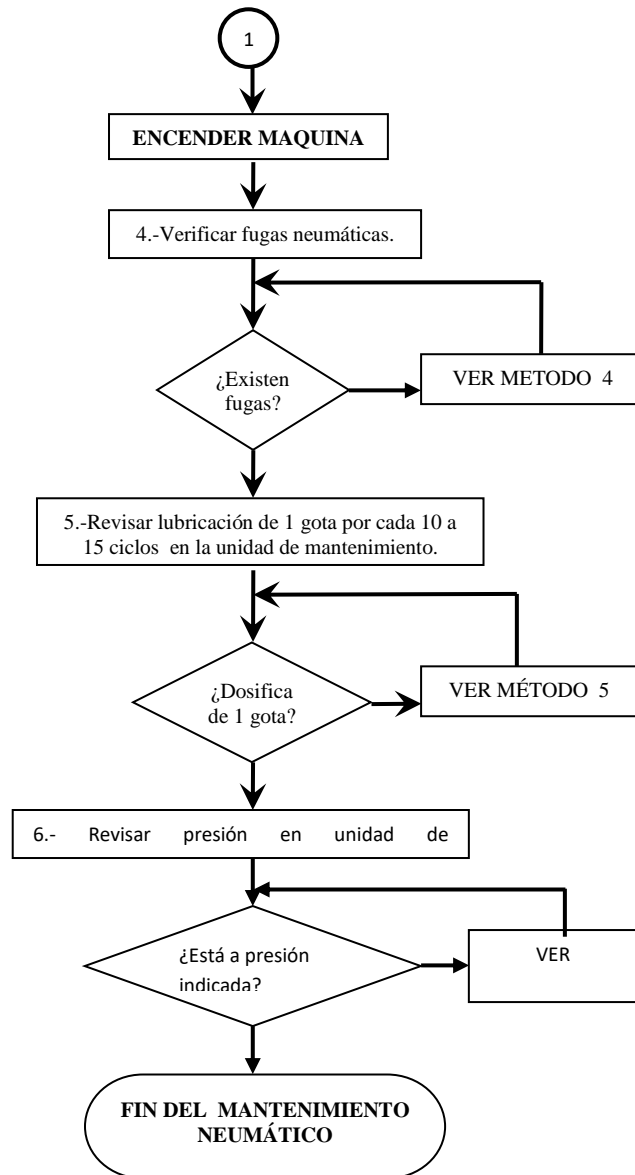 1
ENCENDER MAQUINA
4.-Verificar fugas neumáticas.
¿Existen
fugas?
VER METODO 4
5.-Revisar lubricación de 1 gota por cada 10 a
15 ciclos en la unidad de mantenimiento.
¿Dosifica
de 1 gota?
VER MÉTODO 5
6.- Revisar presión en unidad de
¿Está a presión
indicada?
VER
FIN DEL MANTENIMIENTO
NEUMÁTICO